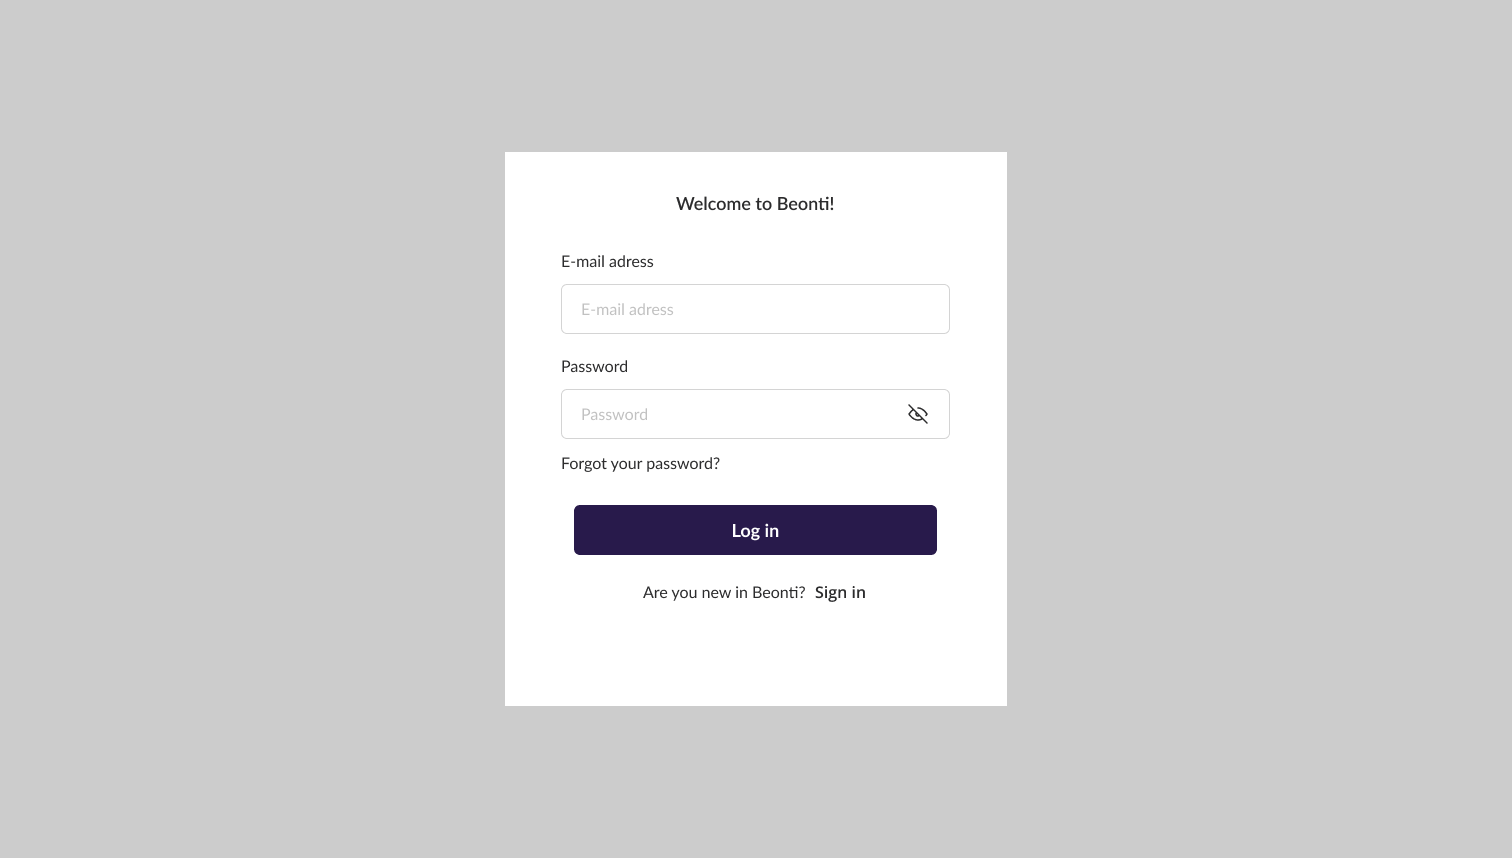 Welcome to Beonti!
E-mail adress
E-mail adress
Password
Password
Forgot your password?
Log in
Are you new in Beonti? Sign in